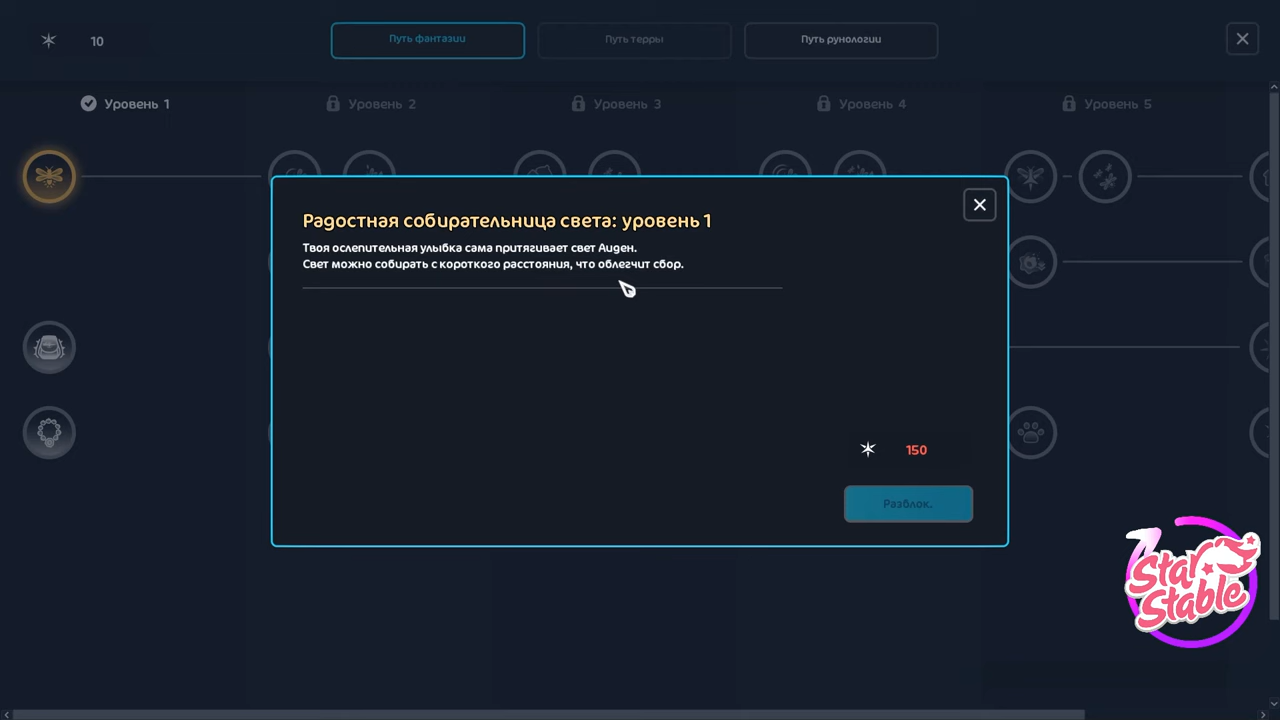 10
Путь фантазии
Путь терры
Путь рунологии
Уровень 1
Уровень 2
Уровень 3
Уровень 4
Уровень 5
Радостная собирательница света: уровень 1
Твоя ослепительная улыбка сама притягивает свет Ауден.
Свет можно собирать с короткого расстояния, что облегчит сбор.
150
Разблок.
Star
Stable